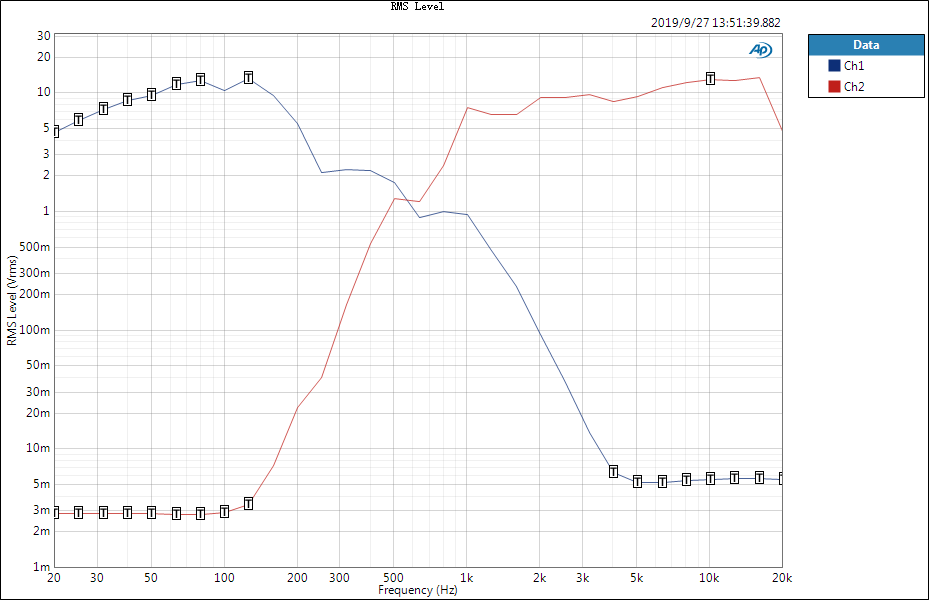 RMS Level
2019/9/27 13:51:39.882
Ap
Data
Ch1
Ch2
RMS Level (Vrms)
30
20
10
5
3
2
1
500m
300m
200m
100m
50m
30m
20m
10m
5m
3m
2m
1m
T T T T T T T T T T
T T T T T T T T
T T T T T T T T T
20 30 50 100 200 300 500 1k 2k 3k 5k 10k 20k
Frequency (Hz)